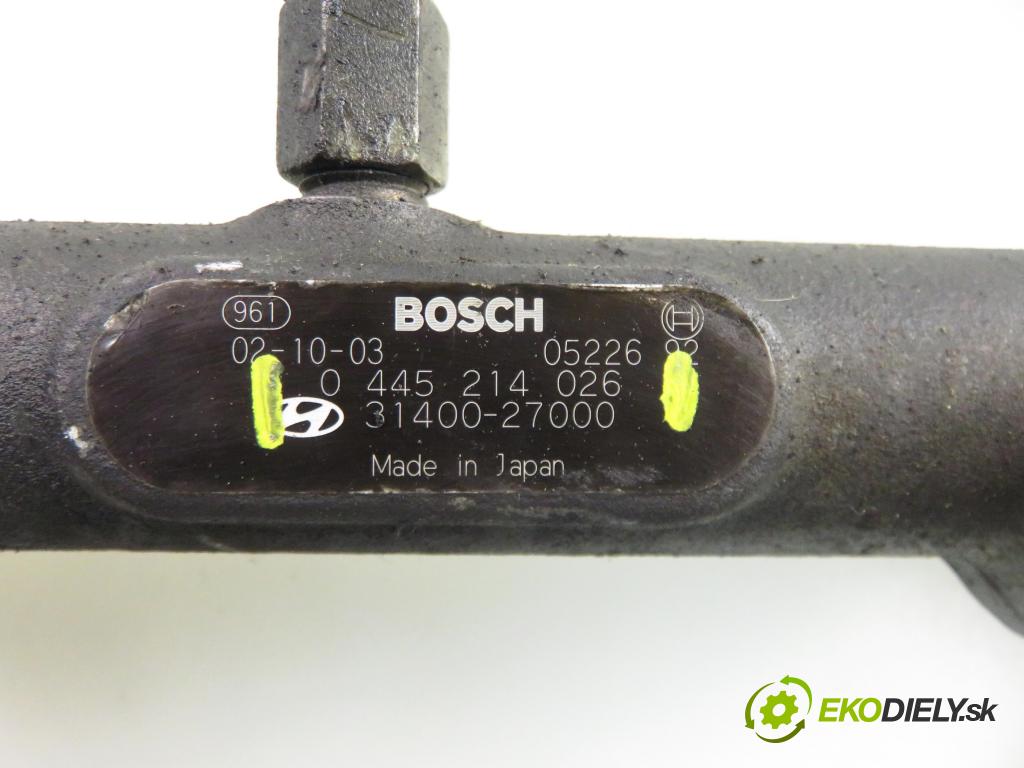 961 BOSCH
02-10-03 05226
0 445 214 026
31400-27000
Made in Japan
EKODIELY.sk